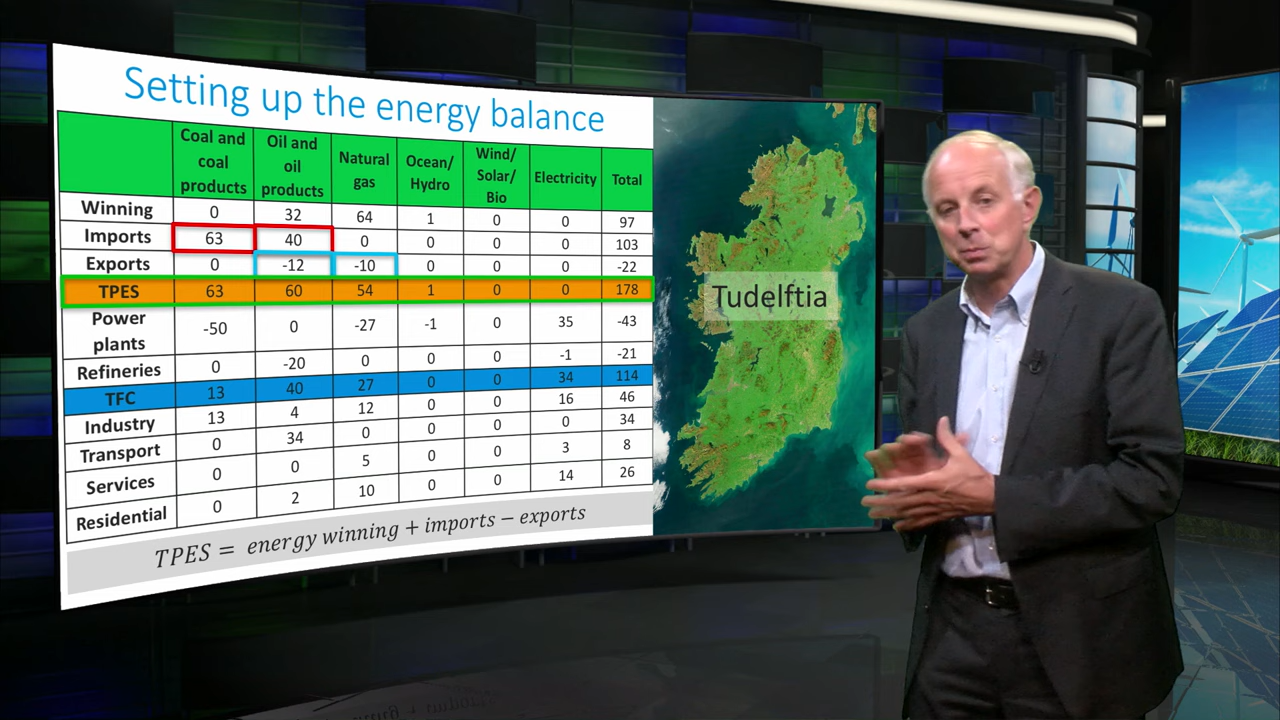 Setting up the energy balance
Coal and coal products Oil and oil products Natural gas Ocean/ Hydro Wind/ Solar/ Bio Electricity Total
Winning 0 32 64 1 0 0 97
Imports 63 40 0 0 0 0 103
Exports 0 -12 -10 0 0 0 -22
TPES 63 60 54 1 0 0 178
Power plants -50 0 -27 -1 0 35 -43
Refineries 0 -20 0 0 0 -1 -21
TFC 13 40 27 0 0 34 114
Industry 13 4 12 0 0 16 46
Transport 0 34 0 0 0 0 34
Services 0 0 5 0 0 3 8
Residential 0 2 10 0 0 14 26
TPES = energy winning + imports − exports
Tudelftia